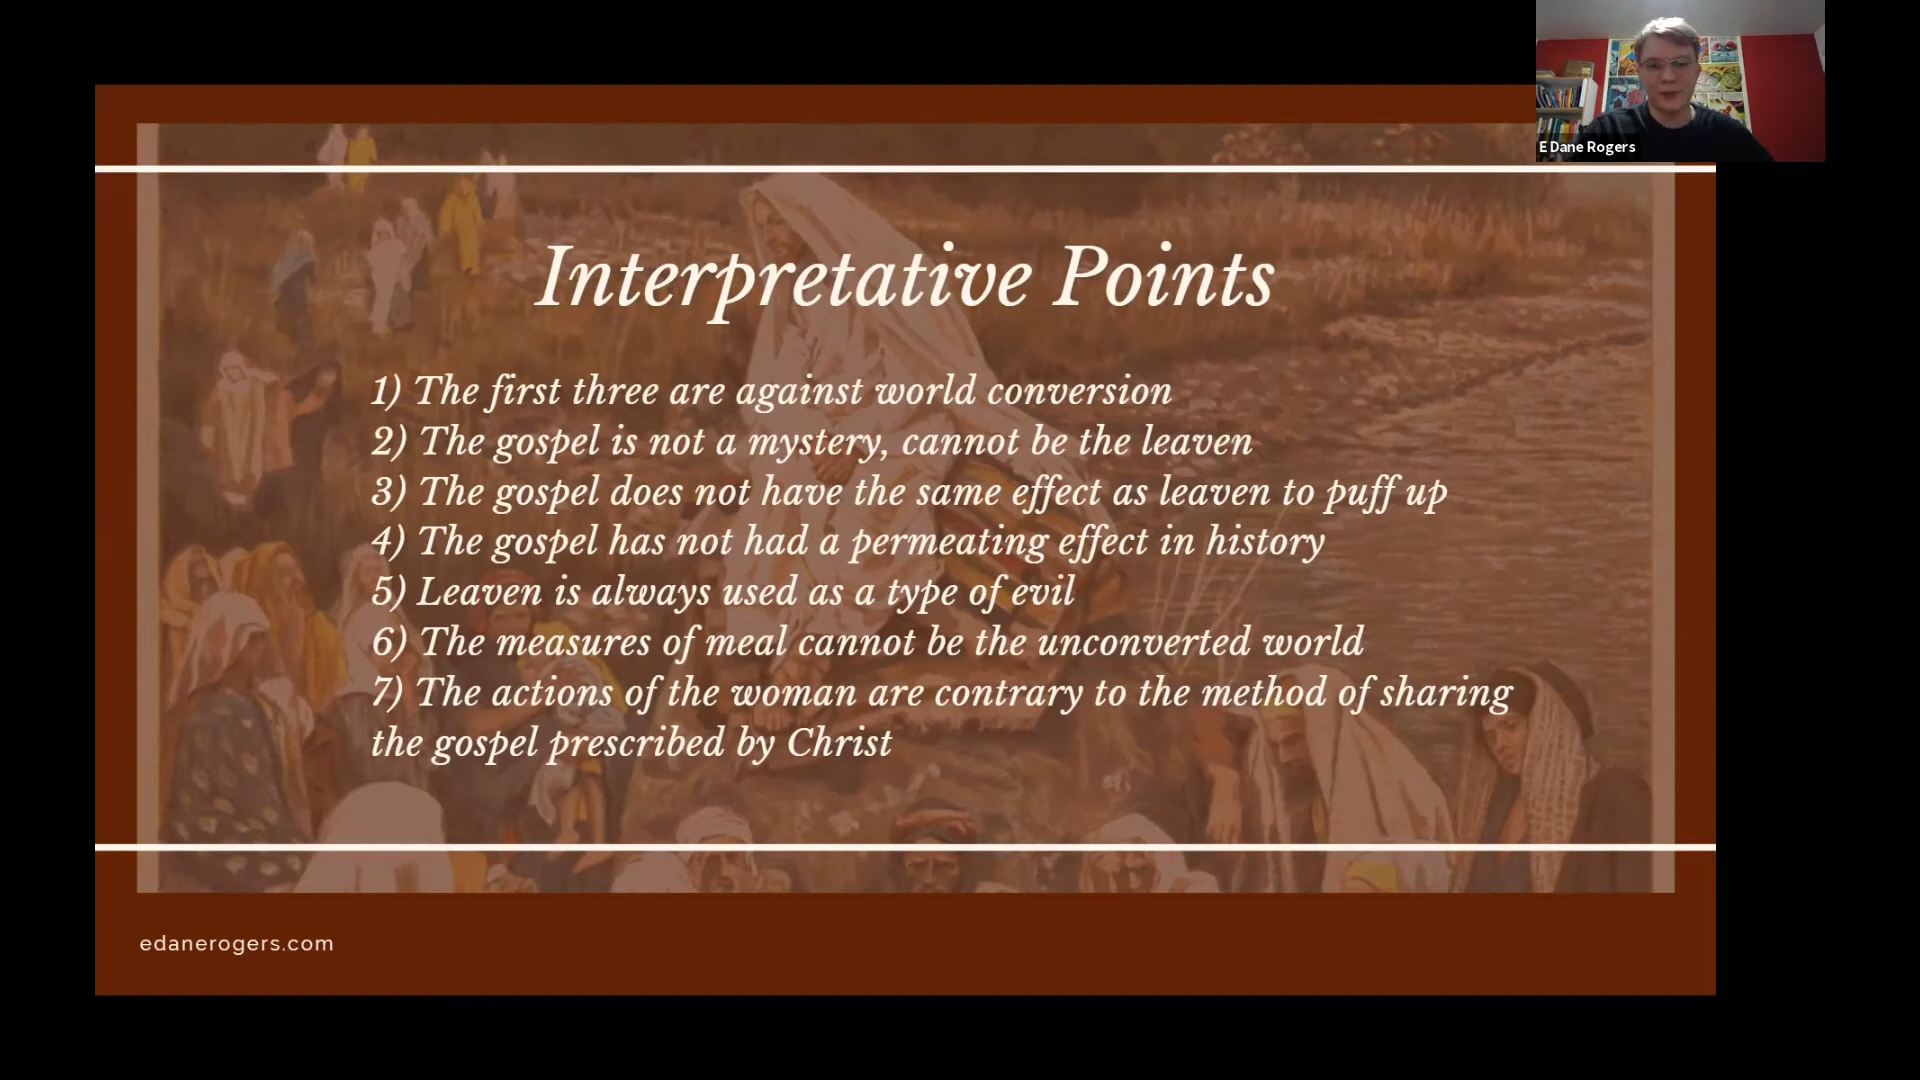 E Dane Rogers
Interpretative Points
1) The first three are against world conversion
2) The gospel is not a mystery, cannot be the leaven
3) The gospel does not have the same effect as leaven to puff up
4) The gospel has not had a permeating effect in history
5) Leaven is always used as a type of evil
6) The measures of meal cannot be the unconverted world
7) The actions of the woman are contrary to the method of sharing
the gospel prescribed by Christ
edanerogers.com